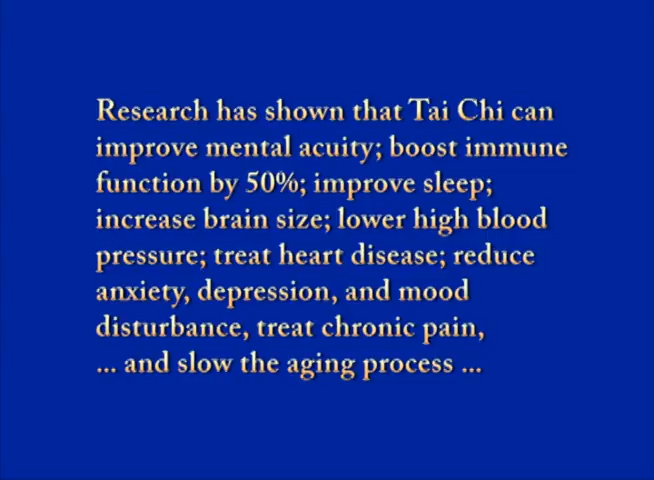 Research has shown that Tai Chi can
improve mental acuity; boost immune
function by 50%; improve sleep;
increase brain size; lower high blood
pressure; treat heart disease; reduce
anxiety, depression, and mood
disturbance, treat chronic pain,
... and slow the aging process ...